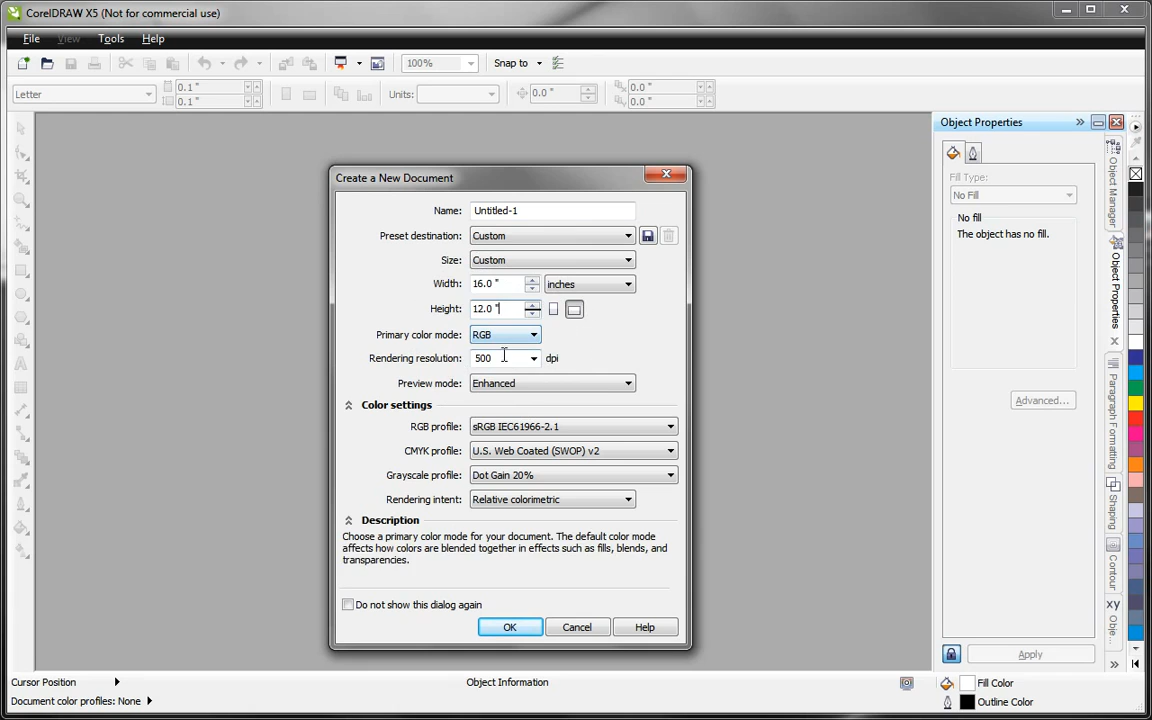 CorelDRAW X5 (Not for commercial use)
File View Tools Help
100% Snap to
Letter 0.1 " 0.1 " Units: 0.0 " 0.0 " 0.0 "
Object Properties
Fill Type:
No Fill
No fill
The object has no fill.
Advanced...
Apply
Object Manager
Object Properties
Paragraph Formatting
Shaping
Contour
Obje...
Create a New Document
Name: Untitled-1
Preset destination: Custom
Size: Custom
Width: 16.0 " inches
Height: 12.0 "
Primary color mode: RGB
Rendering resolution: 500 dpi
Preview mode: Enhanced
Color settings
RGB profile: sRGB IEC61966-2.1
CMYK profile: U.S. Web Coated (SWOP) v2
Grayscale profile: Dot Gain 20%
Rendering intent: Relative colorimetric
Description
Choose a primary color mode for your document. The default color mode
affects how colors are blended together in effects such as fills, blends, and
transparencies.
Do not show this dialog again
OK Cancel Help
Cursor Position Object Information Fill Color
Document color profiles: None Outline Color